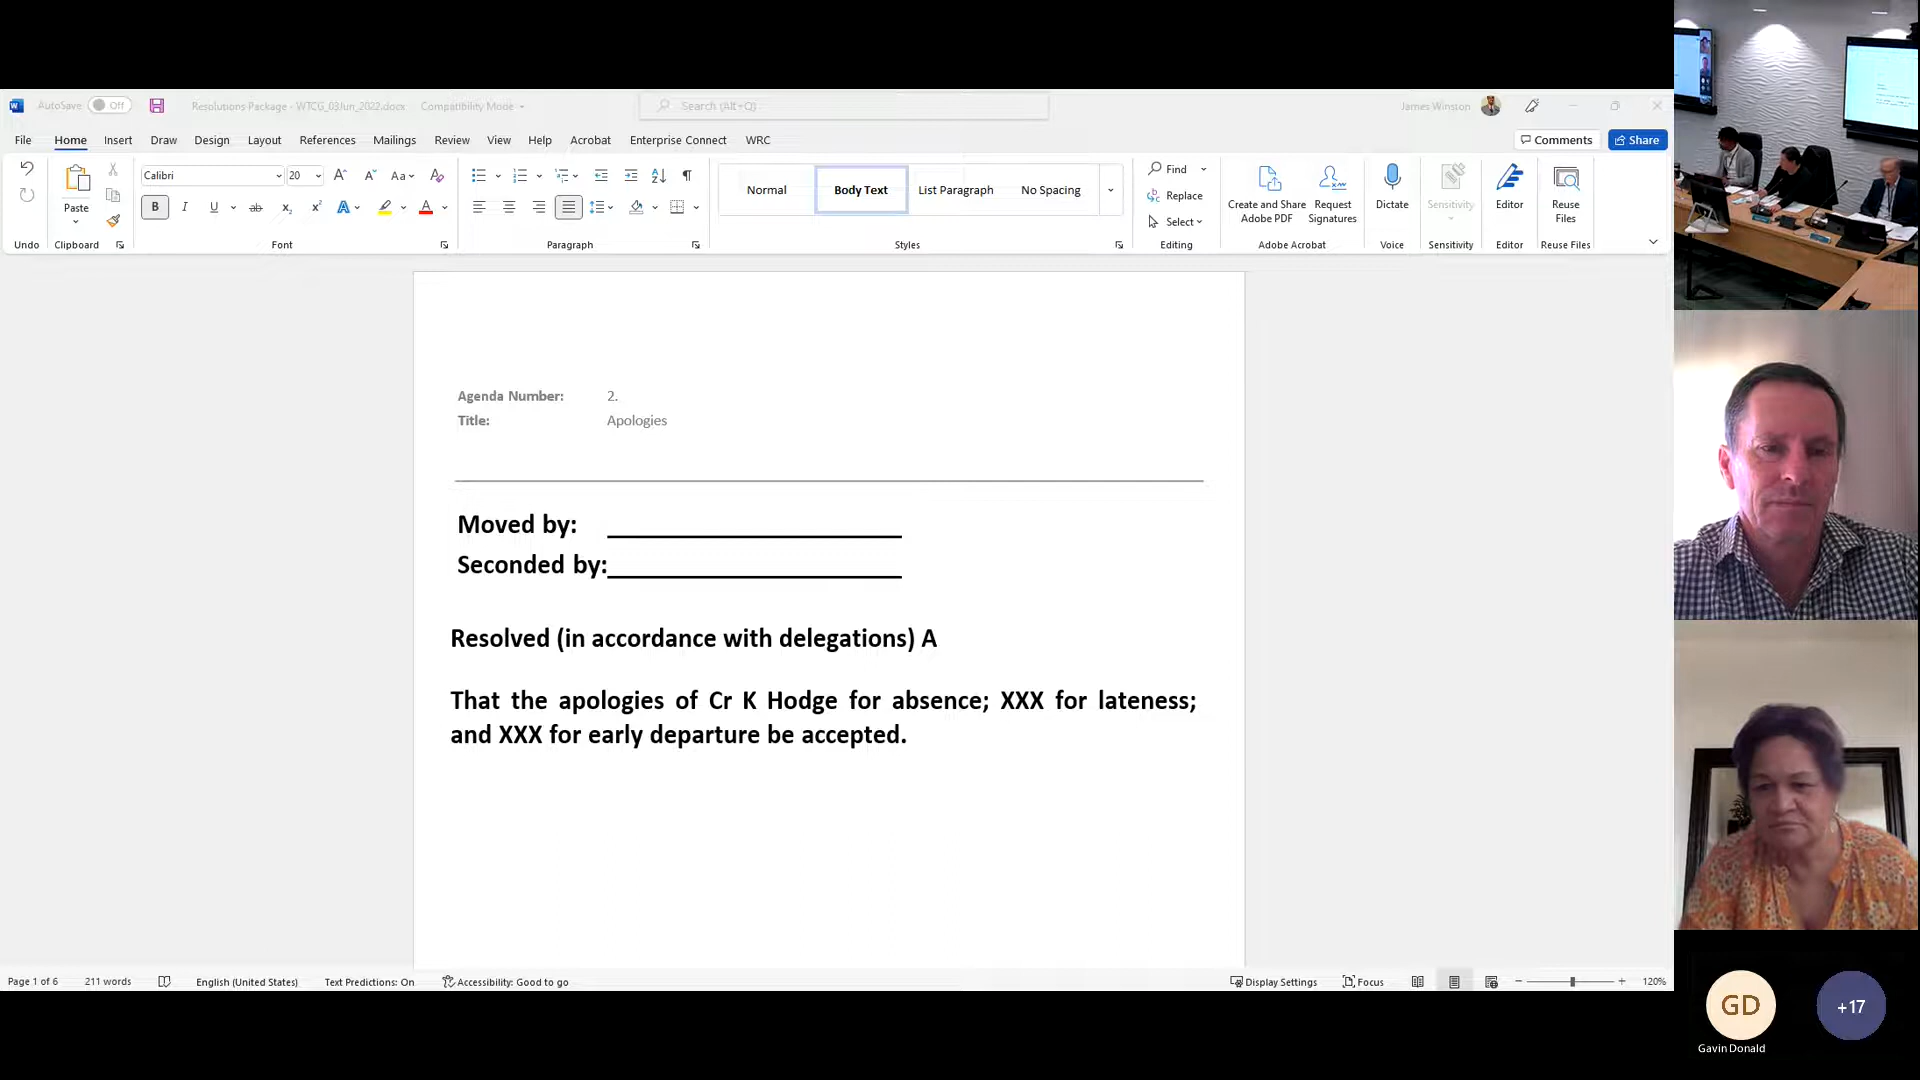 AutoSave Off Resolutions Package - WTCG_03Jun_2022.docx Compatibility Mode Search (Alt+Q) James Winston
File Home Insert Draw Design Layout References Mailings Review View Help Acrobat Enterprise Connect WRC Comments Share
Calibri 20 Normal Body Text List Paragraph No Spacing
Paste
Find
Replace
Select
Create and Share Adobe PDF
Request Signatures
Dictate
Sensitivity
Editor
Reuse Files
Undo Clipboard Font Paragraph Styles Editing Adobe Acrobat Voice Sensitivity Editor Reuse Files
Agenda Number: 2.
Title: Apologies
Moved by:
Seconded by:
Resolved (in accordance with delegations) A
That the apologies of Cr K Hodge for absence; XXX for lateness;
and XXX for early departure be accepted.
Page 1 of 6 211 words English (United States) Text Predictions: On Accessibility: Good to go Display Settings Focus 120%
GD +17
Gavin Donald